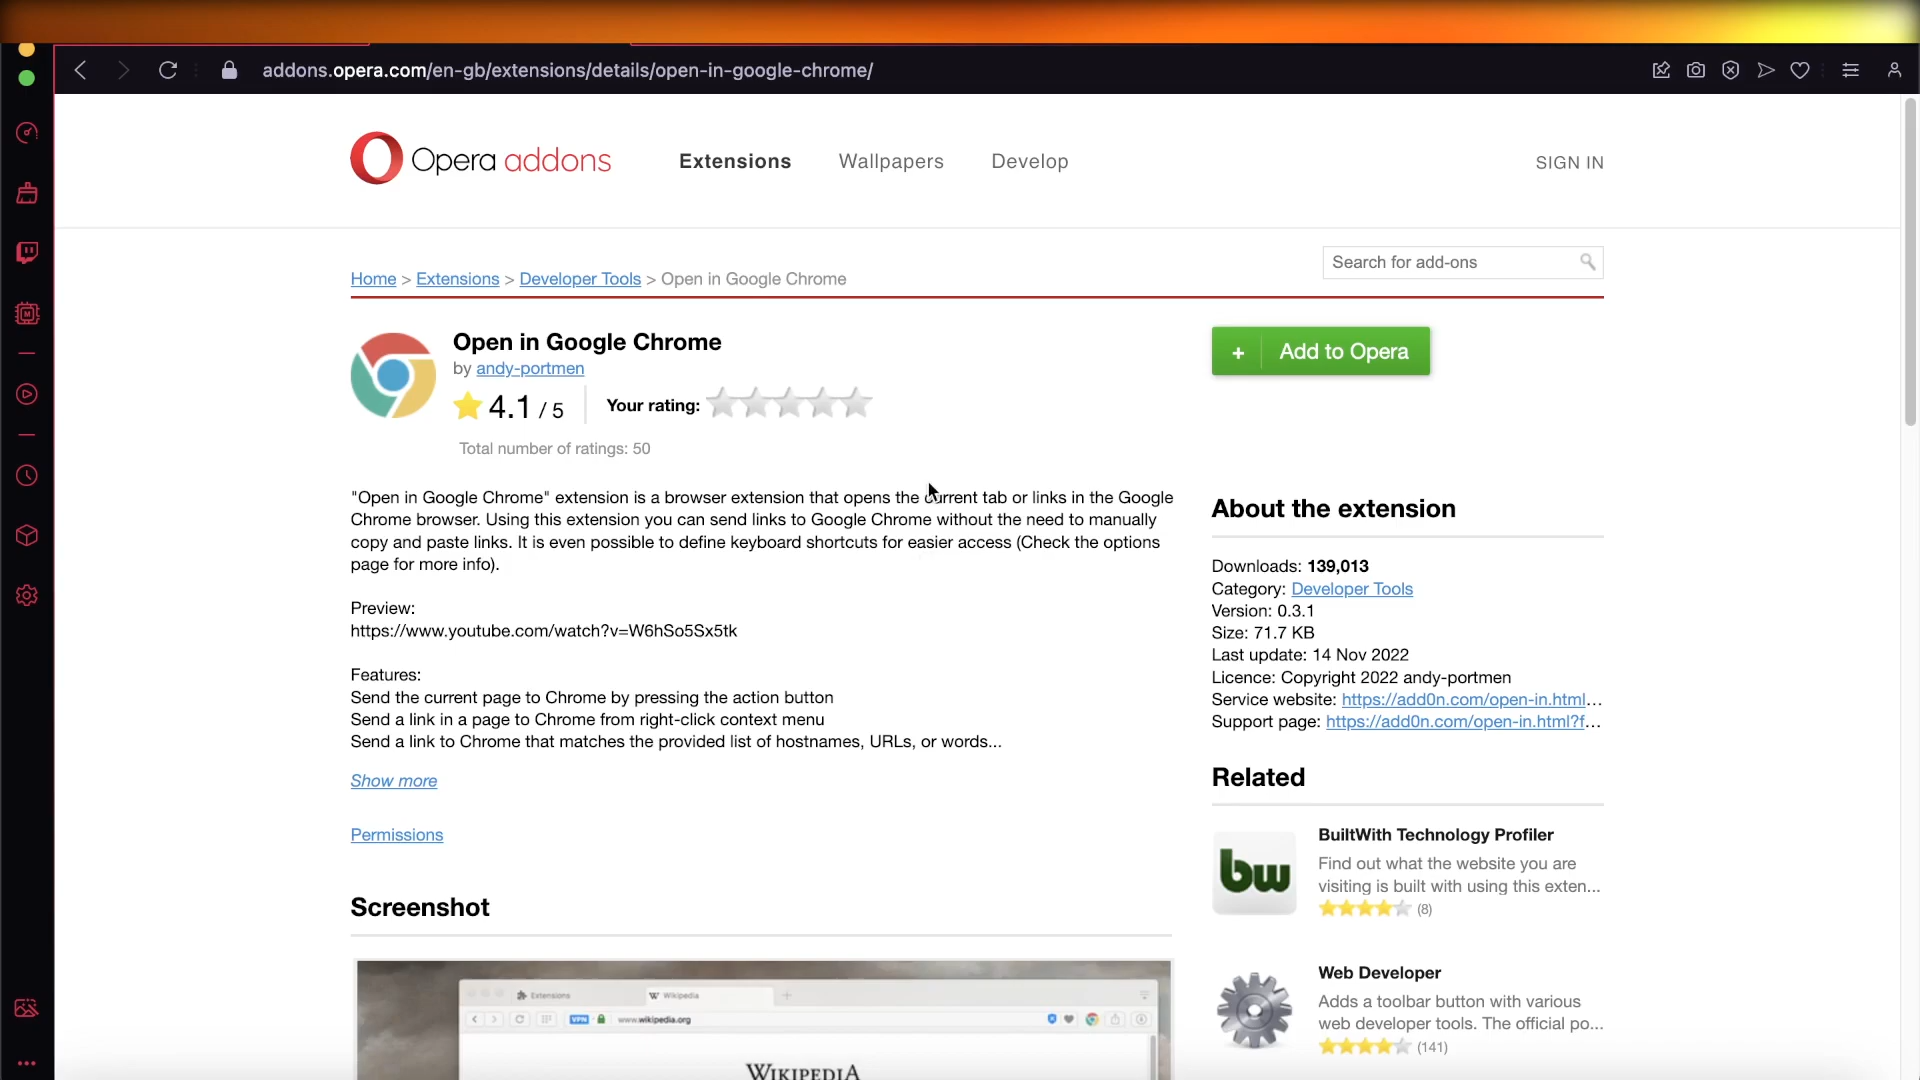 addons.opera.com/en-gb/extensions/details/open-in-google-chrome/
Opera addons
Extensions
Wallpapers
Develop
SIGN IN
Home > Extensions > Developer Tools > Open in Google Chrome
Search for add-ons
Open in Google Chrome
by andy-portmen
4.1 / 5
Your rating:
Total number of ratings: 50
+ Add to Opera
"Open in Google Chrome" extension is a browser extension that opens the current tab or links in the Google
Chrome browser. Using this extension you can send links to Google Chrome without the need to manually
copy and paste links. It is even possible to define keyboard shortcuts for easier access (Check the options
page for more info).
Preview:
https://www.youtube.com/watch?v=W6hSo5Sx5tk
Features:
Send the current page to Chrome by pressing the action button
Send a link in a page to Chrome from right-click context menu
Send a link to Chrome that matches the provided list of hostnames, URLs, or words...
Show more
Permissions
Screenshot
Extensions
W Wikipedia
VPN
www.wikipedia.org
WIKIPEDIA
About the extension
Downloads: 139,013
Category: Developer Tools
Version: 0.3.1
Size: 71.7 KB
Last update: 14 Nov 2022
Licence: Copyright 2022 andy-portmen
Service website: https://add0n.com/open-in.html...
Support page: https://add0n.com/open-in.html?f...
Related
bw
BuiltWith Technology Profiler
Find out what the website you are
visiting is built with using this exten...
(8)
Web Developer
Adds a toolbar button with various
web developer tools. The official po...
(141)